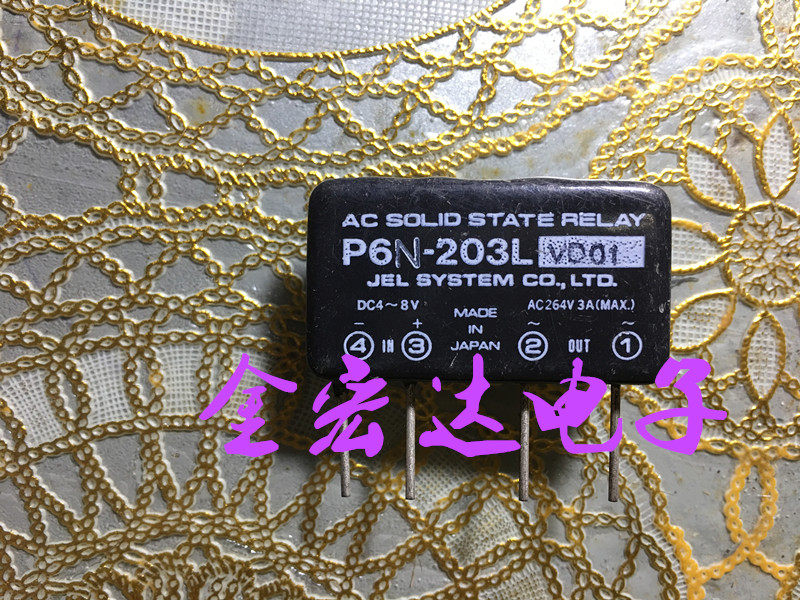 AC SOLID STATE RELAY
P6N-203L VD01
JEL SYSTEM CO., LTD.
DC4~8V MADE IN JAPAN AC264V 3A(MAX.)
− + ~ ~
④ IN ③ ② OUT ①
金宏达电子